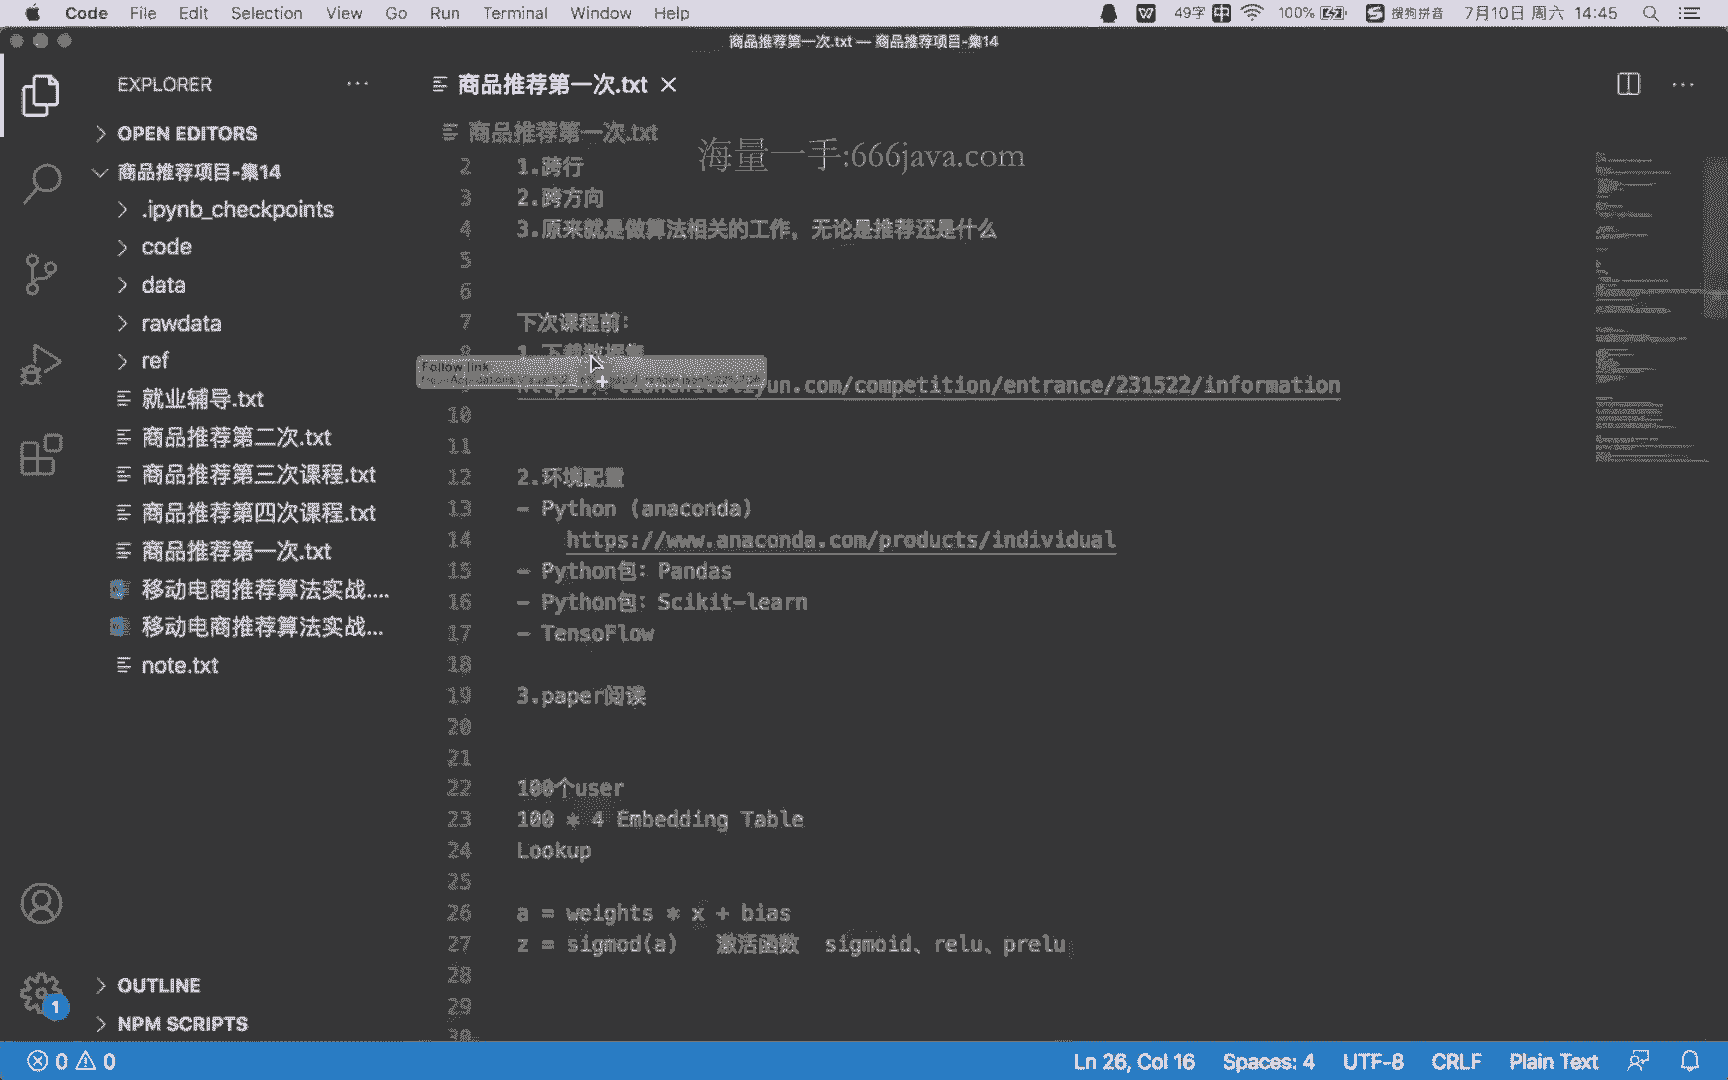 Code File Edit Selection View Go Run Terminal Window Help 49字 中 100% 搜狗拼音 7月10日 周六 14:45
商品推荐第一次.txt — 商品推荐项目-集14
EXPLORER
OPEN EDITORS
商品推荐项目-集14
.ipynb_checkpoints
code
data
rawdata
ref
就业辅导.txt
商品推荐第二次.txt
商品推荐第三次课程.txt
商品推荐第四次课程.txt
商品推荐第一次.txt
移动电商推荐算法实战....
移动电商推荐算法实战...
note.txt
OUTLINE
NPM SCRIPTS
1
商品推荐第一次.txt
商品推荐第一次.txt
海量一手:666java.com
2 1.跨行
3 2.跨方向
4 3.原来就是做算法相关的工作，无论是推荐还是什么
5
6
7 下次课程前：
8 1.下载数据集
Follow link
yun.com/competition/entrance/231522/information
10
11
12 2.环境配置
13 - Python (anaconda)
14 https://www.anaconda.com/products/individual
15 - Python包：Pandas
16 - Python包：Scikit-learn
17 - TensoFlow
18
19 3.paper阅读
20
21
22 100个user
23 100 * 4 Embedding Table
24 Lookup
25
26 a = weights * x + bias
27 z = sigmod(a) 激活函数 sigmoid、relu、prelu
28
29
30
0 0 Ln 26, Col 16 Spaces: 4 UTF-8 CRLF Plain Text